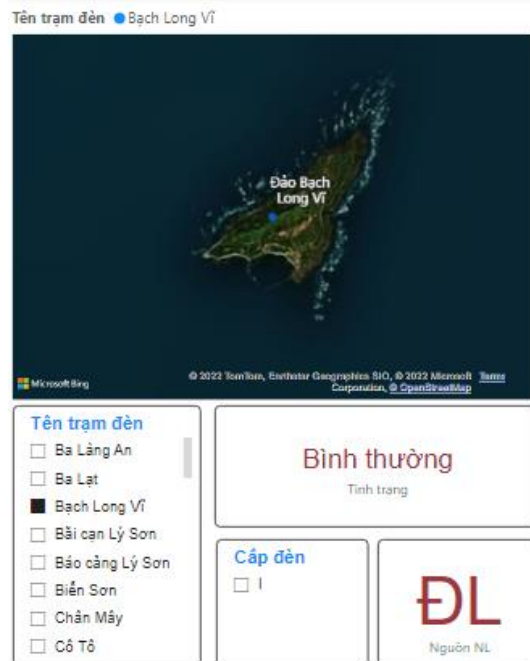 Tên trạm đèn Bạch Long Vĩ
Đảo Bạch
Long Vĩ
Microsoft Bing
© 2022 TomTom, Earthstar Geographics SIO, © 2022 Microsoft Terms
Corporation, © OpenStreetMap
Tên trạm đèn
Ba Làng An
Ba Lạt
Bạch Long Vĩ
Bãi cạn Lý Sơn
Báo cảng Lý Sơn
Biển Sơn
Chân Mây
Cô Tô
Bình thường
Tình trạng
Cấp đèn
I
ĐL
Nguồn NL